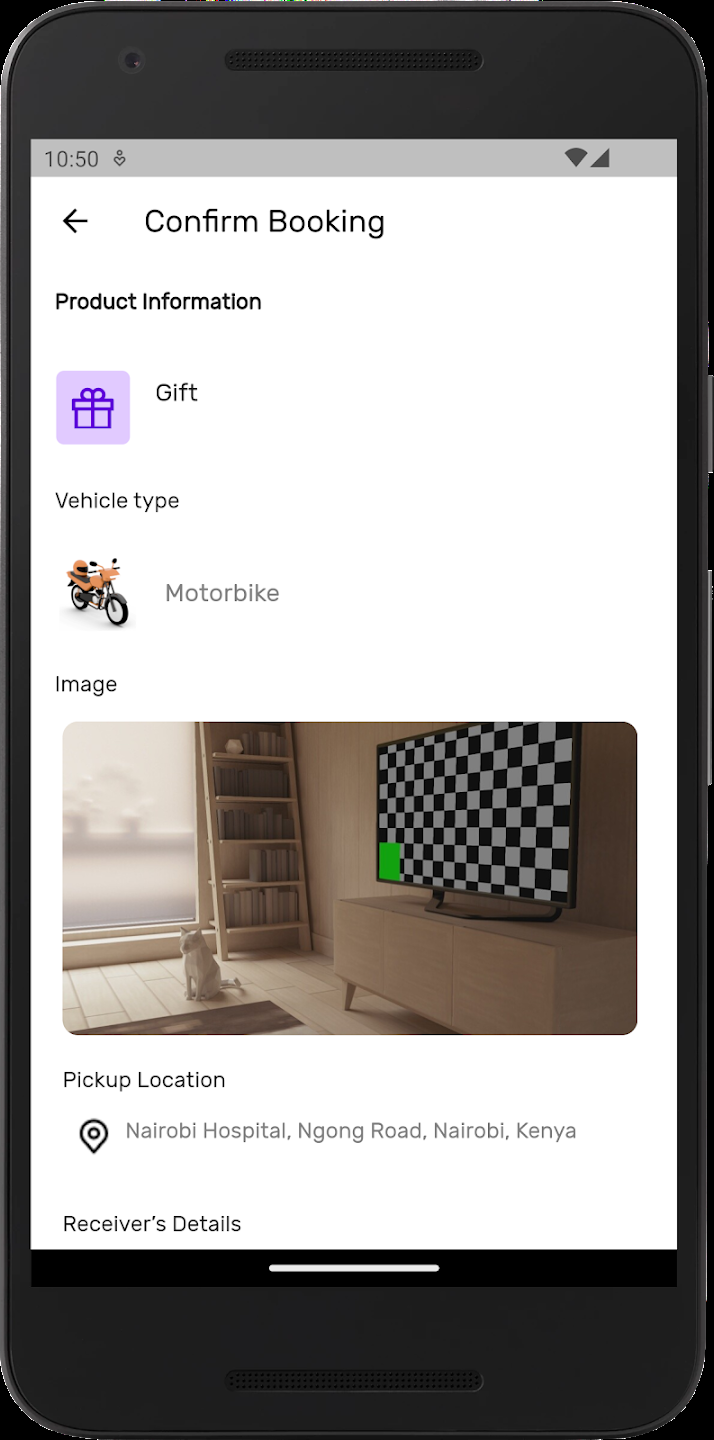 10:50
Confirm Booking
Product Information
Gift
Vehicle type
Motorbike
Image
Pickup Location
Nairobi Hospital, Ngong Road, Nairobi, Kenya
Receiver’s Details